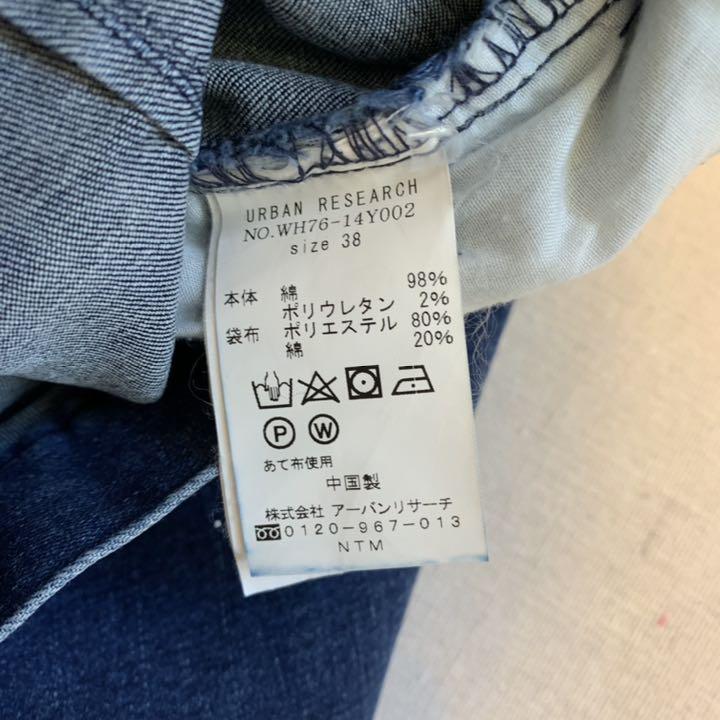 URBAN RESEARCH
NO.WH76-14Y002
size 38
本体 綿 98%
ポリウレタン 2%
袋布 ポリエステル 80%
綿 20%
P W
あて布使用
中国製
株式会社 アーバンリサーチ
0120-967-013
NTM